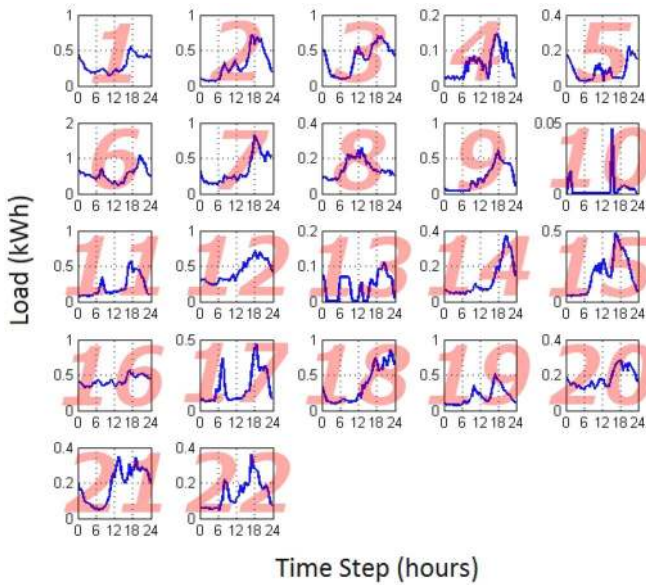 1 1 1 0.2
0.5 1 0.5 2 0.5 3 0.1 4 0.2 5
0 0 0 0 0
0 6 12 18 24 0 6 12 18 24 0 6 12 18 24 0 6 12 18 24 0 6 12 18 24
2 1 0.4 1 0.05
1 6 0.5 7 0.2 8 0.5 9 10
0 0 0 0 0
0 6 12 18 24 0 6 12 18 24 0 6 12 18 24 0 6 12 18 24 0 6 12 18 24
1 1 0.2 0.4 0.5
0.5 11 0.5 12 0.1 13 0.2 14 15
0 0 0 0 0
0 6 12 18 24 0 6 12 18 24 0 6 12 18 24 0 6 12 18 24 0 6 12 18 24
1 0.5 1 1 0.4
0.5 16 17 0.5 18 0.5 19 0.2 20
0 0 0 0 0
0 6 12 18 24 0 6 12 18 24 0 6 12 18 24 0 6 12 18 24 0 6 12 18 24
0.4 0.4
0.2 21 0.2 22
0 0
0 6 12 18 24 0 6 12 18 24
Load (kWh)
Time Step (hours)